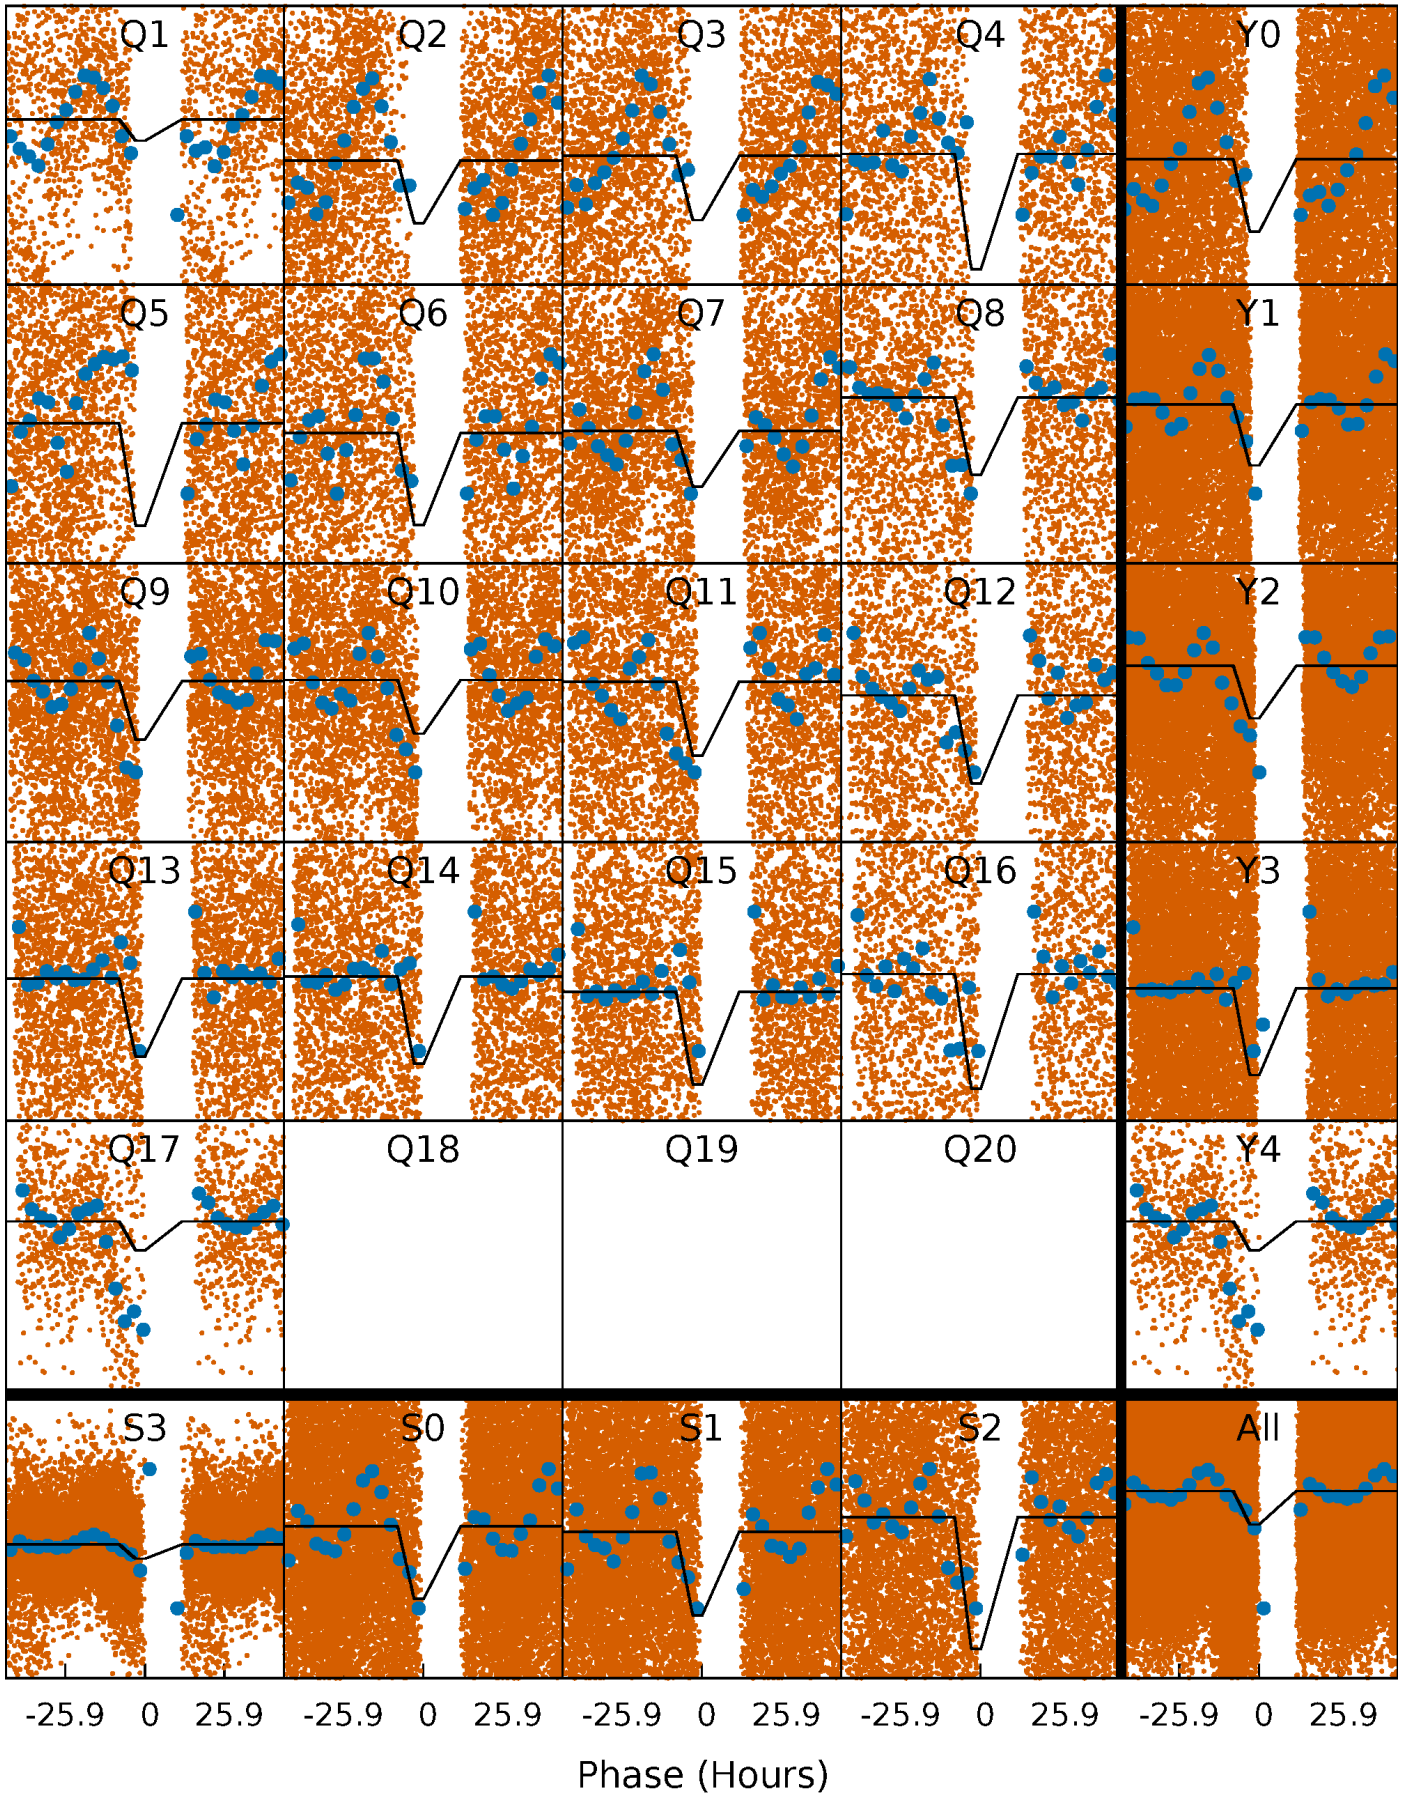 Q1 Q2 Q3 Q4 Y0
Q5 Q6 Q7 Q8 Y1
Q9 Q10 Q11 Q12 Y2
Q13 Q14 Q15 Q16 Y3
Q17 Q18 Q19 Q20 Y4
S3 S0 S1 S2 All
-25.9 0 25.9 -25.9 0 25.9 -25.9 0 25.9 -25.9 0 25.9 -25.9 0 25.9
Phase (Hours)